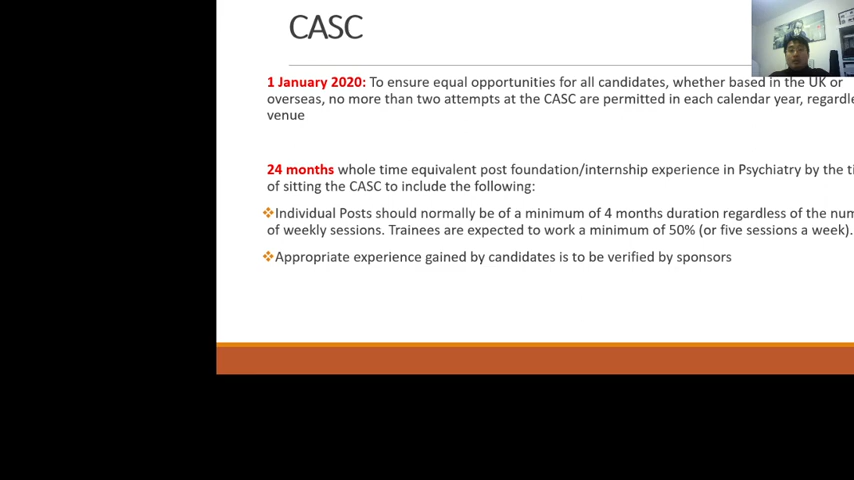 CASC
1 January 2020: To ensure equal opportunities for all candidates, whether based in the UK or
overseas, no more than two attempts at the CASC are permitted in each calendar year, regardle
venue
24 months whole time equivalent post foundation/internship experience in Psychiatry by the ti
of sitting the CASC to include the following:
❖Individual Posts should normally be of a minimum of 4 months duration regardless of the num
of weekly sessions. Trainees are expected to work a minimum of 50% (or five sessions a week).
❖Appropriate experience gained by candidates is to be verified by sponsors